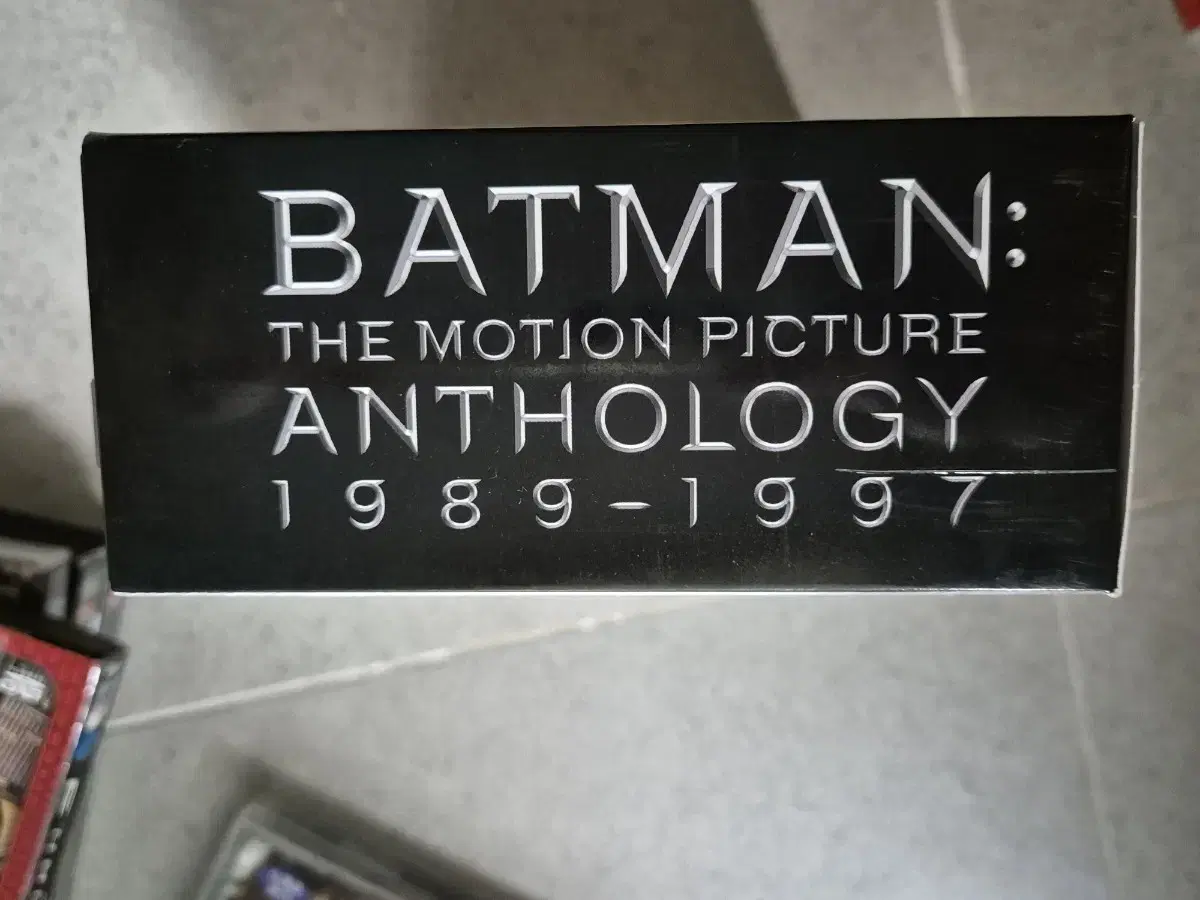 BATMAN:
THE MOTION PICTURE
ANTHOLOGY
1989-1997